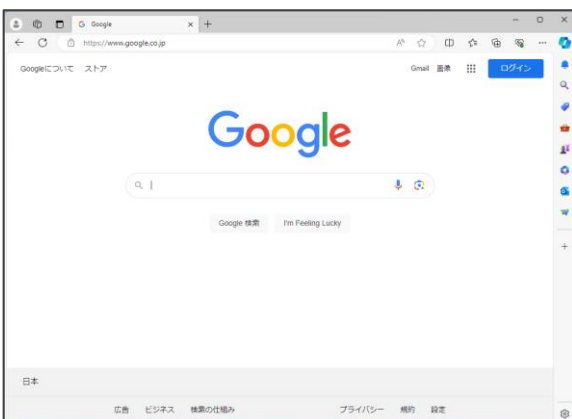 Google
https://www.google.co.jp
Googleについて ストア
Gmail 画像
ログイン
Google
Google 検索 I'm Feeling Lucky
日本
広告 ビジネス 検索の仕組み
プライバシー 規約 設定